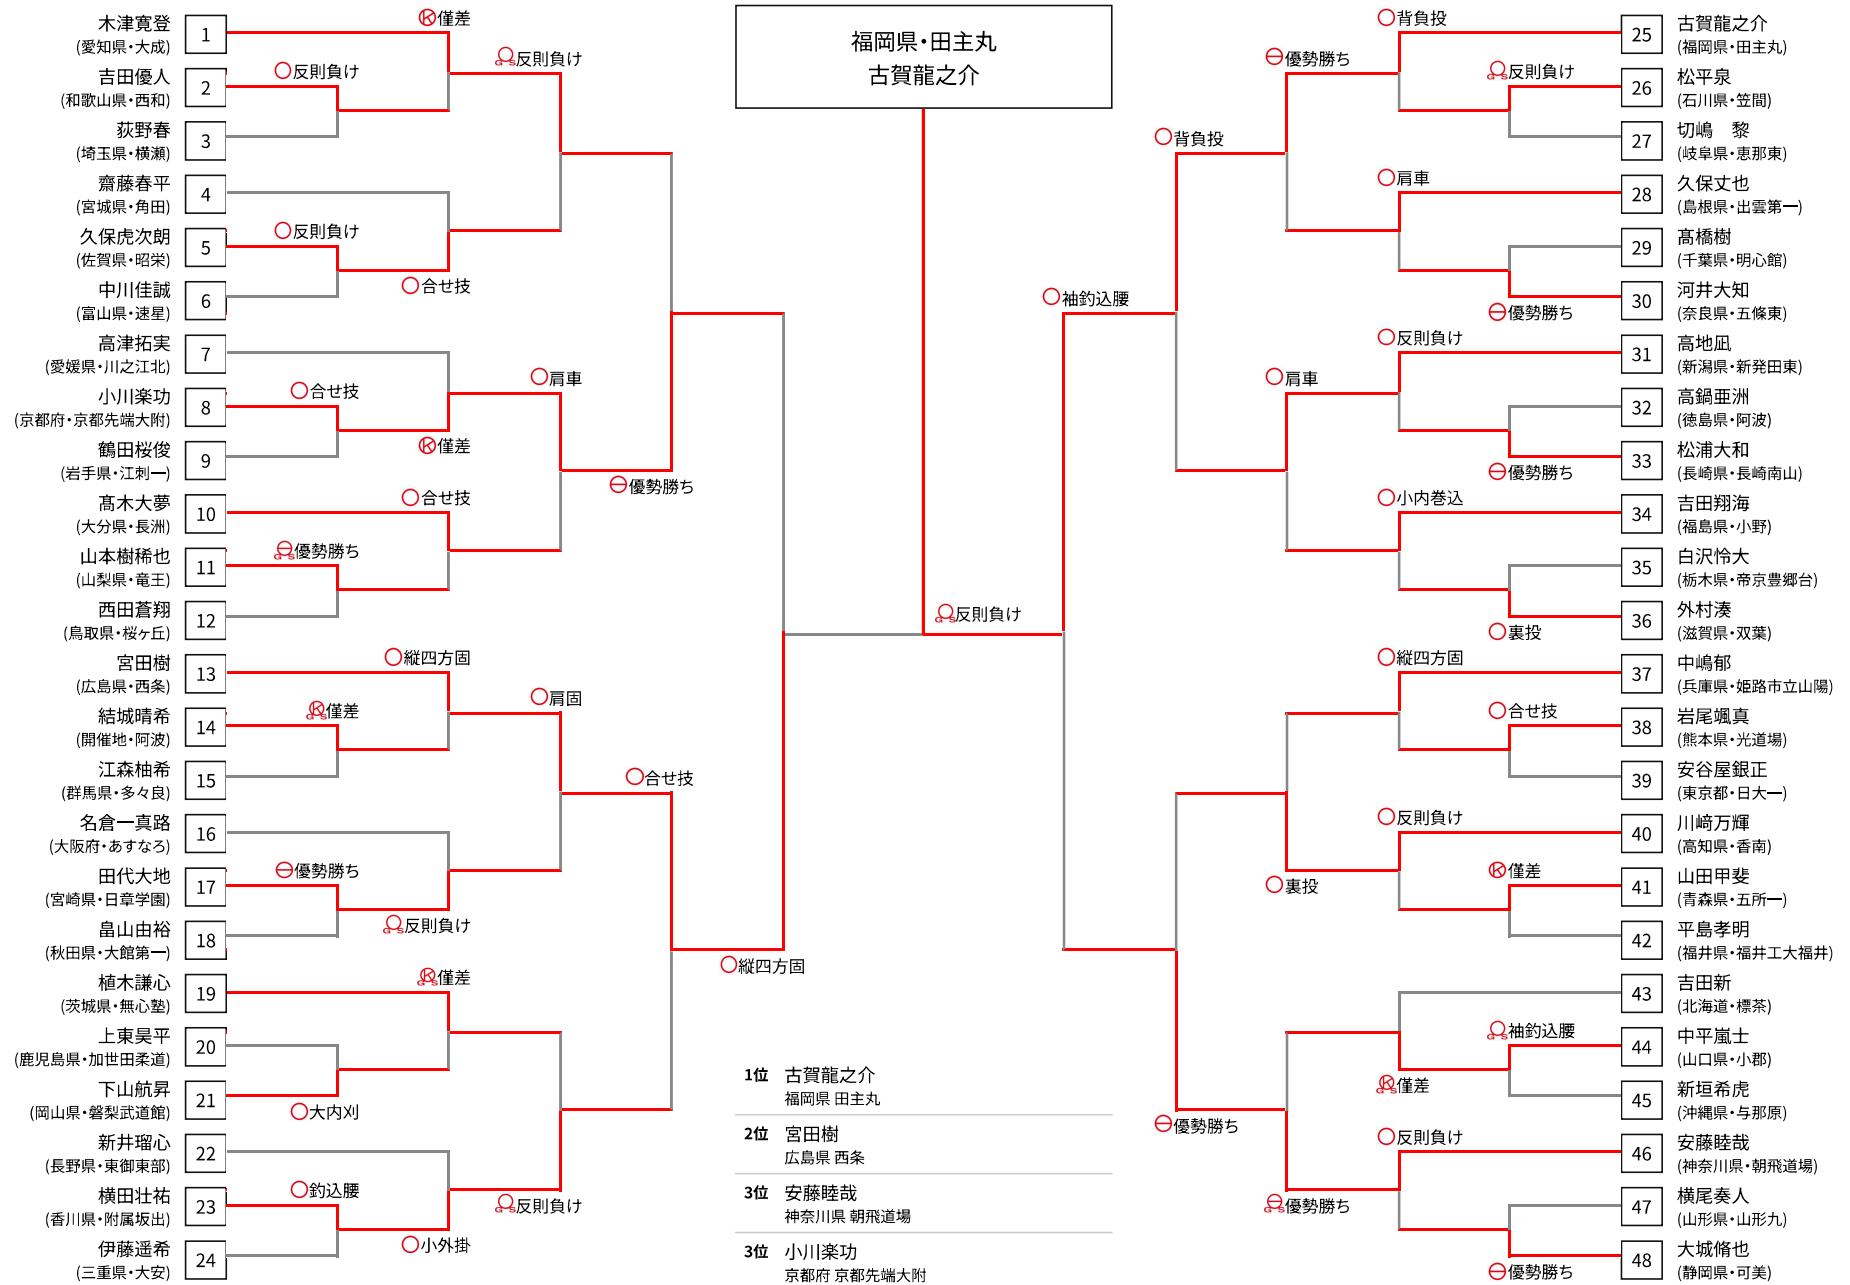 福岡県・田主丸
古賀龍之介
木津寛登
(愛知県・大成)
1
吉田優人
(和歌山県・西和)
2
荻野春
(埼玉県・横瀬)
3
齋藤春平
(宮城県・角田)
4
久保虎次朗
(佐賀県・昭栄)
5
中川佳誠
(富山県・速星)
6
高津拓実
(愛媛県・川之江北)
7
小川楽功
(京都府・京都先端大附)
8
鶴田桜俊
(岩手県・江刺一)
9
髙木大夢
(大分県・長洲)
10
山本樹稀也
(山梨県・竜王)
11
西田蒼翔
(鳥取県・桜ヶ丘)
12
宮田樹
(広島県・西条)
13
結城晴希
(開催地・阿波)
14
江森柚希
(群馬県・多々良)
15
名倉一真路
(大阪府・あすなろ)
16
田代大地
(宮崎県・日章学園)
17
畠山由裕
(秋田県・大館第一)
18
植木謙心
(茨城県・無心塾)
19
上東昊平
(鹿児島県・加世田柔道)
20
下山航昇
(岡山県・磐梨武道館)
21
新井瑠心
(長野県・東御東部)
22
横田壮祐
(香川県・附属坂出)
23
伊藤遥希
(三重県・大安)
24
Ⓚ僅差
○反則負け
GS反則負け
○反則負け
○合せ技
○合せ技
Ⓚ僅差
○肩車
優勢勝ち
○合せ技
GS優勢勝ち
○縦四方固
GSⓀ僅差
○肩固
○合せ技
優勢勝ち
GS反則負け
○縦四方固
GSⓀ僅差
○大内刈
○釣込腰
○小外掛
GS反則負け
GS反則負け
○背負投
優勢勝ち
GS反則負け
○背負投
○肩車
優勢勝ち
○袖釣込腰
○反則負け
○肩車
優勢勝ち
○小内巻込
○裏投
○縦四方固
○合せ技
○反則負け
Ⓚ僅差
○裏投
GS袖釣込腰
GSⓀ僅差
優勢勝ち
○反則負け
GS優勢勝ち
優勢勝ち
25
古賀龍之介
(福岡県・田主丸)
26
松平泉
(石川県・笠間)
27
切嶋　黎
(岐阜県・恵那東)
28
久保丈也
(島根県・出雲第一)
29
髙橋樹
(千葉県・明心館)
30
河井大知
(奈良県・五條東)
31
高地凪
(新潟県・新発田東)
32
高鍋亜洲
(徳島県・阿波)
33
松浦大和
(長崎県・長崎南山)
34
吉田翔海
(福島県・小野)
35
白沢怜大
(栃木県・帝京豊郷台)
36
外村湊
(滋賀県・双葉)
37
中嶋郁
(兵庫県・姫路市立山陽)
38
岩尾颯真
(熊本県・光道場)
39
安谷屋銀正
(東京都・日大一)
40
川﨑万輝
(高知県・香南)
41
山田甲斐
(青森県・五所一)
42
平島孝明
(福井県・福井工大福井)
43
吉田新
(北海道・標茶)
44
中平嵐士
(山口県・小郡)
45
新垣希虎
(沖縄県・与那原)
46
安藤睦哉
(神奈川県・朝飛道場)
47
横尾奏人
(山形県・山形九)
48
大城脩也
(静岡県・可美)
1位 古賀龍之介
福岡県 田主丸
2位 宮田樹
広島県 西条
3位 安藤睦哉
神奈川県 朝飛道場
3位 小川楽功
京都府 京都先端大附